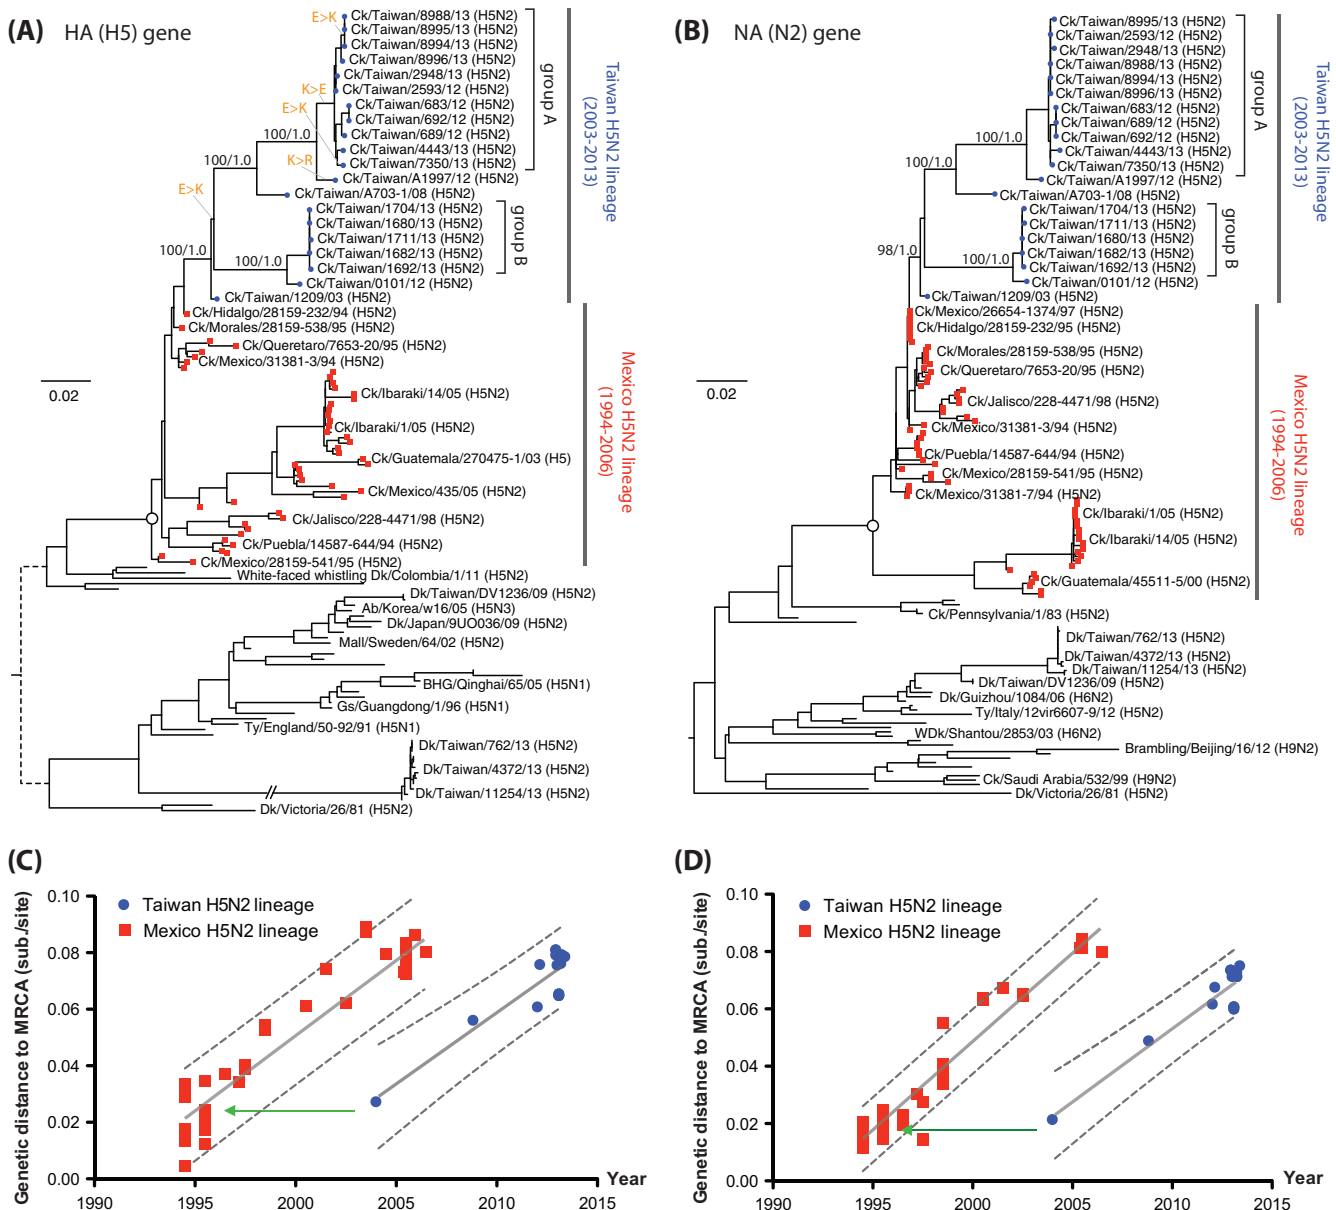 (A) HA (H5) gene
E>K
Ck/Taiwan/8988/13 (H5N2)
Ck/Taiwan/8995/13 (H5N2)
Ck/Taiwan/8994/13 (H5N2)
Ck/Taiwan/8996/13 (H5N2)
Ck/Taiwan/2948/13 (H5N2)
K>E
Ck/Taiwan/2593/12 (H5N2)
E>K
Ck/Taiwan/683/12 (H5N2)
Ck/Taiwan/692/12 (H5N2)
100/1.0
Ck/Taiwan/689/12 (H5N2)
Ck/Taiwan/4443/13 (H5N2)
100/1.0
K>R
Ck/Taiwan/7350/13 (H5N2)
Ck/Taiwan/A1997/12 (H5N2)
E>K
Ck/Taiwan/A703-1/08 (H5N2)
Ck/Taiwan/1704/13 (H5N2)
Ck/Taiwan/1680/13 (H5N2)
Ck/Taiwan/1711/13 (H5N2)
100/1.0
Ck/Taiwan/1682/13 (H5N2)
100/1.0
Ck/Taiwan/1692/13 (H5N2)
Ck/Taiwan/0101/12 (H5N2)
Ck/Taiwan/1209/03 (H5N2)
group A
group B
Taiwan H5N2 lineage
(2003-2013)
Ck/Hidalgo/28159-232/94 (H5N2)
Ck/Morales/28159-538/95 (H5N2)
Ck/Queretaro/7653-20/95 (H5N2)
Ck/Mexico/31381-3/94 (H5N2)
0.02
Ck/Ibaraki/14/05 (H5N2)
Ck/Ibaraki/1/05 (H5N2)
Ck/Guatemala/270475-1/03 (H5)
Ck/Mexico/435/05 (H5N2)
Ck/Jalisco/228-4471/98 (H5N2)
Ck/Puebla/14587-644/94 (H5N2)
Ck/Mexico/28159-541/95 (H5N2)
Mexico H5N2 lineage
(1994-2006)
White-faced whistling Dk/Colombia/1/11 (H5N2)
Dk/Taiwan/DV1236/09 (H5N2)
Ab/Korea/w16/05 (H5N3)
Dk/Japan/9UO036/09 (H5N2)
Mall/Sweden/64/02 (H5N2)
BHG/Qinghai/65/05 (H5N1)
Gs/Guangdong/1/96 (H5N1)
Ty/England/50-92/91 (H5N1)
Dk/Taiwan/762/13 (H5N2)
Dk/Taiwan/4372/13 (H5N2)
Dk/Taiwan/11254/13 (H5N2)
Dk/Victoria/26/81 (H5N2)
(B) NA (N2) gene
Ck/Taiwan/8995/13 (H5N2)
Ck/Taiwan/2593/12 (H5N2)
Ck/Taiwan/2948/13 (H5N2)
Ck/Taiwan/8988/13 (H5N2)
Ck/Taiwan/8994/13 (H5N2)
Ck/Taiwan/8996/13 (H5N2)
Ck/Taiwan/683/12 (H5N2)
Ck/Taiwan/689/12 (H5N2)
100/1.0
Ck/Taiwan/692/12 (H5N2)
Ck/Taiwan/4443/13 (H5N2)
100/1.0
Ck/Taiwan/7350/13 (H5N2)
Ck/Taiwan/A1997/12 (H5N2)
Ck/Taiwan/A703-1/08 (H5N2)
Ck/Taiwan/1704/13 (H5N2)
Ck/Taiwan/1711/13 (H5N2)
Ck/Taiwan/1680/13 (H5N2)
98/1.0
Ck/Taiwan/1682/13 (H5N2)
100/1.0
Ck/Taiwan/1692/13 (H5N2)
Ck/Taiwan/0101/12 (H5N2)
Ck/Taiwan/1209/03 (H5N2)
group A
group B
Taiwan H5N2 lineage
(2003-2013)
Ck/Mexico/26654-1374/97 (H5N2)
Ck/Hidalgo/28159-232/95 (H5N2)
Ck/Morales/28159-538/95 (H5N2)
Ck/Queretaro/7653-20/95 (H5N2)
0.02
Ck/Jalisco/228-4471/98 (H5N2)
Ck/Mexico/31381-3/94 (H5N2)
Ck/Puebla/14587-644/94 (H5N2)
Ck/Mexico/28159-541/95 (H5N2)
Ck/Mexico/31381-7/94 (H5N2)
Ck/Ibaraki/1/05 (H5N2)
Ck/Ibaraki/14/05 (H5N2)
Ck/Guatemala/45511-5/00 (H5N2)
Mexico H5N2 lineage
(1994-2006)
Ck/Pennsylvania/1/83 (H5N2)
Dk/Taiwan/762/13 (H5N2)
Dk/Taiwan/4372/13 (H5N2)
Dk/Taiwan/11254/13 (H5N2)
Dk/Taiwan/DV1236/09 (H5N2)
Dk/Guizhou/1084/06 (H6N2)
Ty/Italy/12vir6607-9/12 (H5N2)
WDk/Shantou/2853/03 (H6N2)
Brambling/Beijing/16/12 (H9N2)
Ck/Saudi Arabia/532/99 (H9N2)
Dk/Victoria/26/81 (H5N2)
(C)
Genetic distance to MRCA (sub./site)
0.10
0.08
0.06
0.04
0.02
0.00
Taiwan H5N2 lineage
Mexico H5N2 lineage
1990 1995 2000 2005 2010 2015
Year
(D)
Genetic distance to MRCA (sub./site)
0.10
0.08
0.06
0.04
0.02
0.00
Taiwan H5N2 lineage
Mexico H5N2 lineage
1990 1995 2000 2005 2010 2015
Year